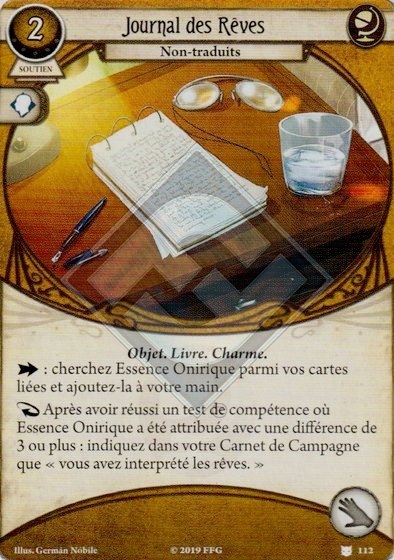 2
Journal des Rêves
Non-traduits
SOUTIEN
Objet. Livre. Charme.
: cherchez Essence Onirique parmi vos cartes
liées et ajoutez-la à votre main.
Après avoir réussi un test de compétence où
Essence Onirique a été attribuée avec une différence de
3 ou plus : indiquez dans votre Carnet de Campagne
que « vous avez interprété les rêves. »
Illus. Germán Nobile
© 2019 FFG
112